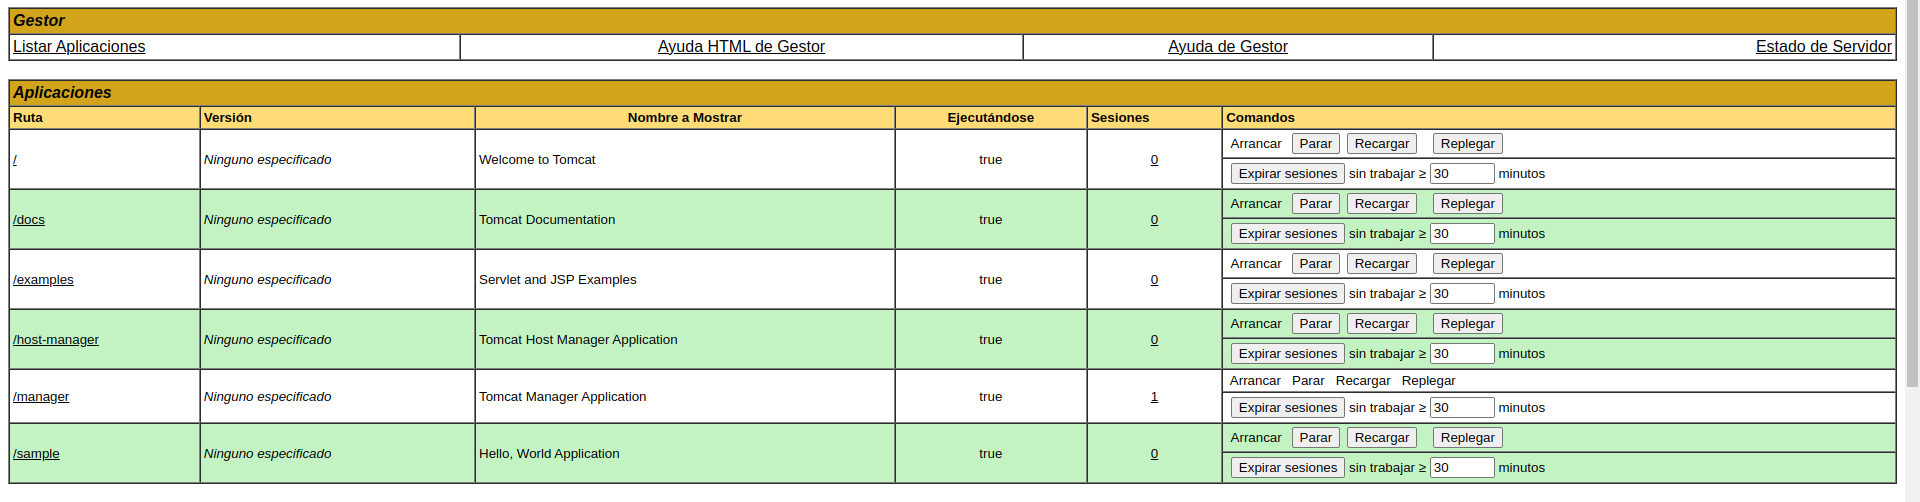 Gestor
Listar Aplicaciones Ayuda HTML de Gestor Ayuda de Gestor Estado de Servidor
Aplicaciones
Ruta Versión Nombre a Mostrar Ejecutándose Sesiones Comandos
/ Ninguno especificado Welcome to Tomcat true 0 Arrancar Parar Recargar Replegar
Expirar sesiones sin trabajar ≥ 30 minutos
/docs Ninguno especificado Tomcat Documentation true 0 Arrancar Parar Recargar Replegar
Expirar sesiones sin trabajar ≥ 30 minutos
/examples Ninguno especificado Servlet and JSP Examples true 0 Arrancar Parar Recargar Replegar
Expirar sesiones sin trabajar ≥ 30 minutos
/host-manager Ninguno especificado Tomcat Host Manager Application true 0 Arrancar Parar Recargar Replegar
Expirar sesiones sin trabajar ≥ 30 minutos
/manager Ninguno especificado Tomcat Manager Application true 1 Arrancar Parar Recargar Replegar
Expirar sesiones sin trabajar ≥ 30 minutos
/sample Ninguno especificado Hello, World Application true 0 Arrancar Parar Recargar Replegar
Expirar sesiones sin trabajar ≥ 30 minutos